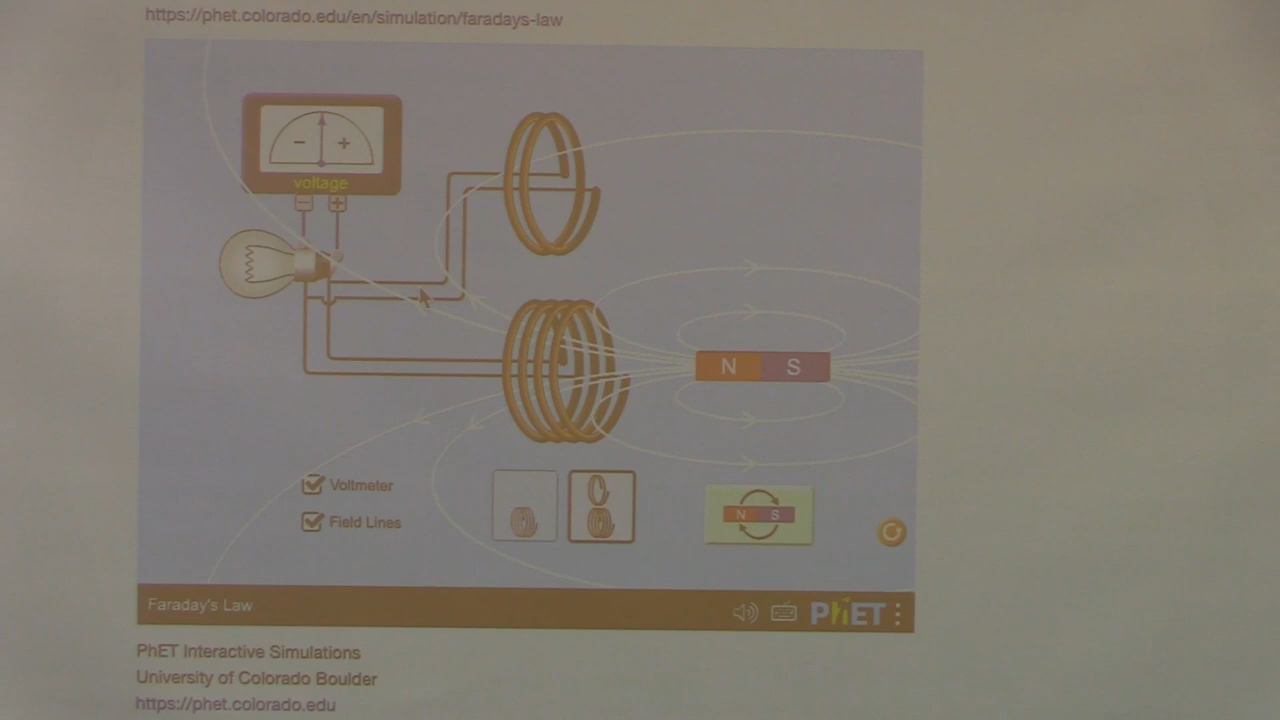 https://phet.colorado.edu/en/simulation/faradays-law
− +
voltage
− +
N S
Voltmeter
Field Lines
N S
Faraday's Law
PhET
PhET Interactive Simulations
University of Colorado Boulder
https://phet.colorado.edu